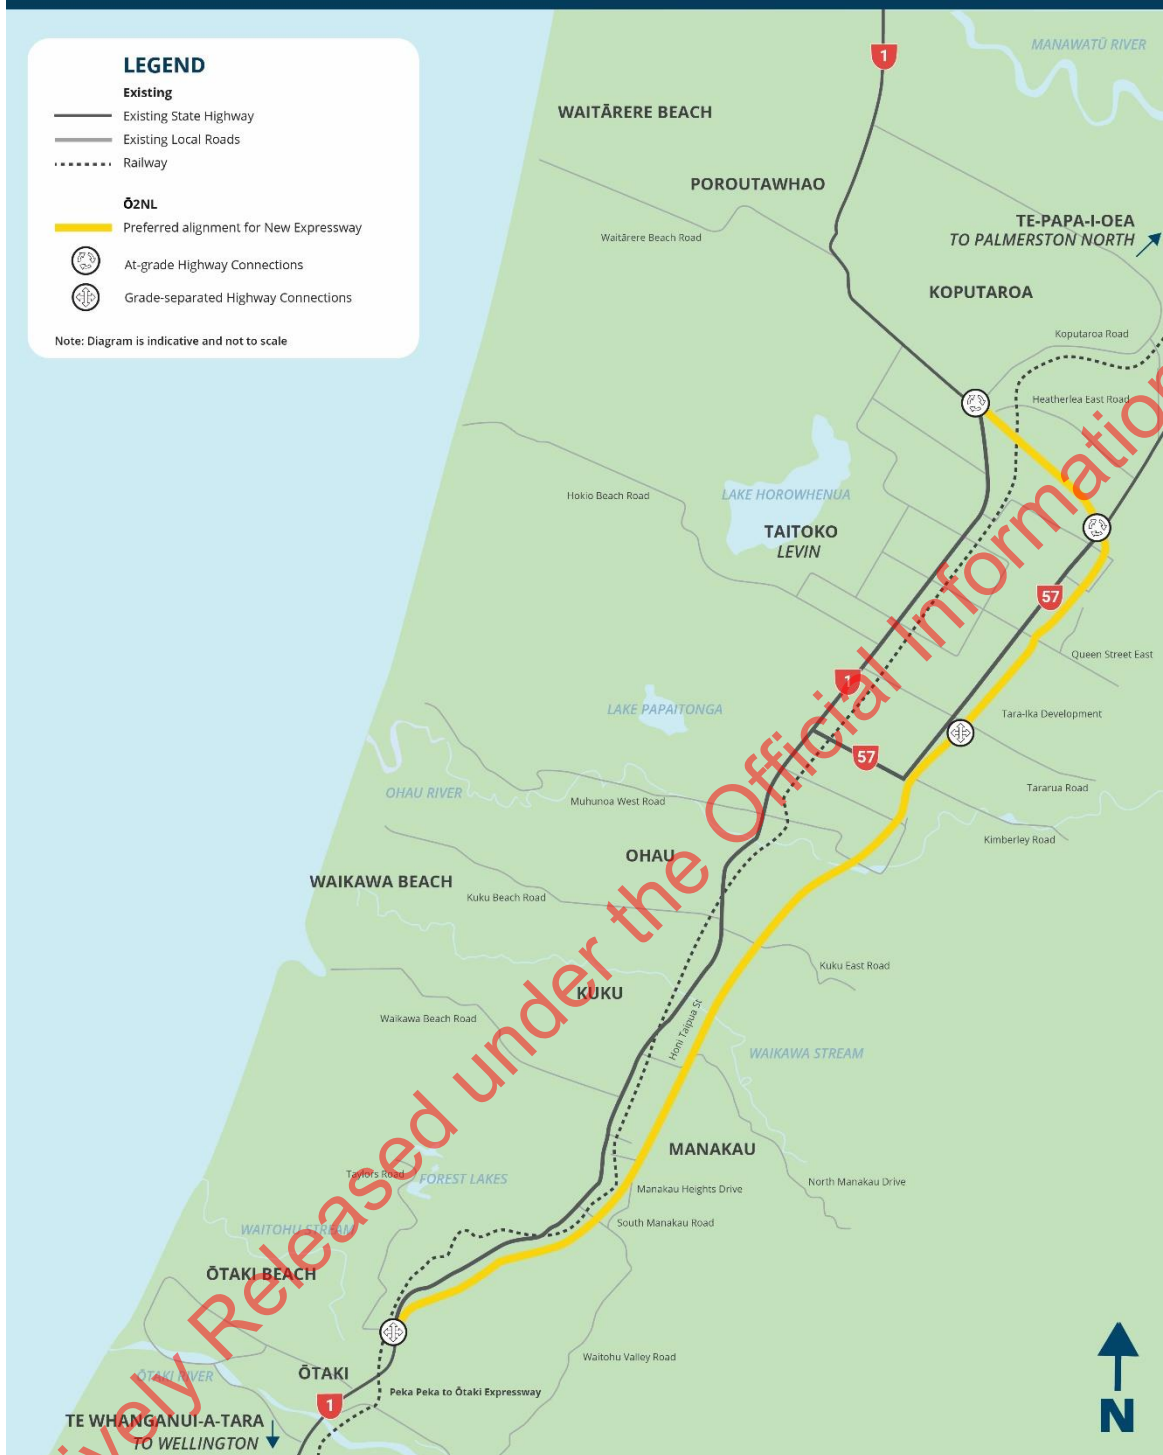 LEGEND
Existing
Existing State Highway
Existing Local Roads
Railway
Ō2NL
Preferred alignment for New Expressway
At-grade Highway Connections
Grade-separated Highway Connections
Note: Diagram is indicative and not to scale
1
MANAWATŪ RIVER
WAITĀRERE BEACH
POROUTAWHAO
TE-PAPA-I-OEA
TO PALMERSTON NORTH
Waitārere Beach Road
KOPUTAROA
Koputaroa Road
Heatherlea East Road
Hokio Beach Road
LAKE HOROWHENUA
TAITOKO
LEVIN
57
Queen Street East
1
LAKE PAPAITONGA
Tara-Ika Development
57
OHAU RIVER
Muhunoa West Road
Tararua Road
Kimberley Road
OHAU
WAIKAWA BEACH
Kuku Beach Road
Kuku East Road
KUKU
Waikawa Beach Road
Honi Taipua St
WAIKAWA STREAM
MANAKAU
Taylors Road
FOREST LAKES
Manakau Heights Drive
North Manakau Drive
South Manakau Road
WAITOHU STREAM
ŌTAKI BEACH
Waitohu Valley Road
ŌTAKI RIVER
ŌTAKI
Peka Peka to Ōtaki Expressway
1
TE WHANGANUI-A-TARA
TO WELLINGTON
N
ively Released under the Official Information